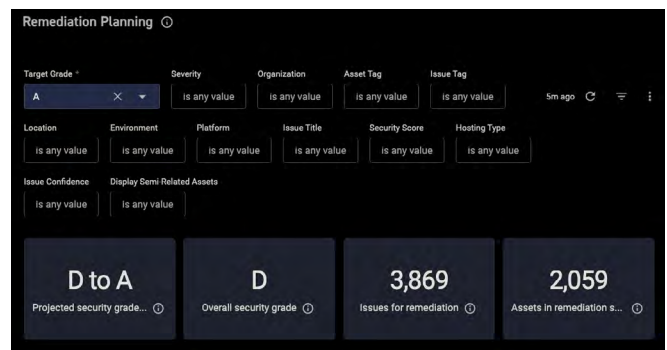 Remediation Planning
Target Grade *
Severity
Organization
Asset Tag
Issue Tag
A
is any value
is any value
is any value
is any value
5m ago
Location
Environment
Platform
Issue Title
Security Score
Hosting Type
is any value
is any value
is any value
is any value
is any value
is any value
Issue Confidence
Display Semi Related Assets
is any value
is any value
D to A
Projected security grade...
D
Overall security grade
3,869
Issues for remediation
2,059
Assets in remediation s...